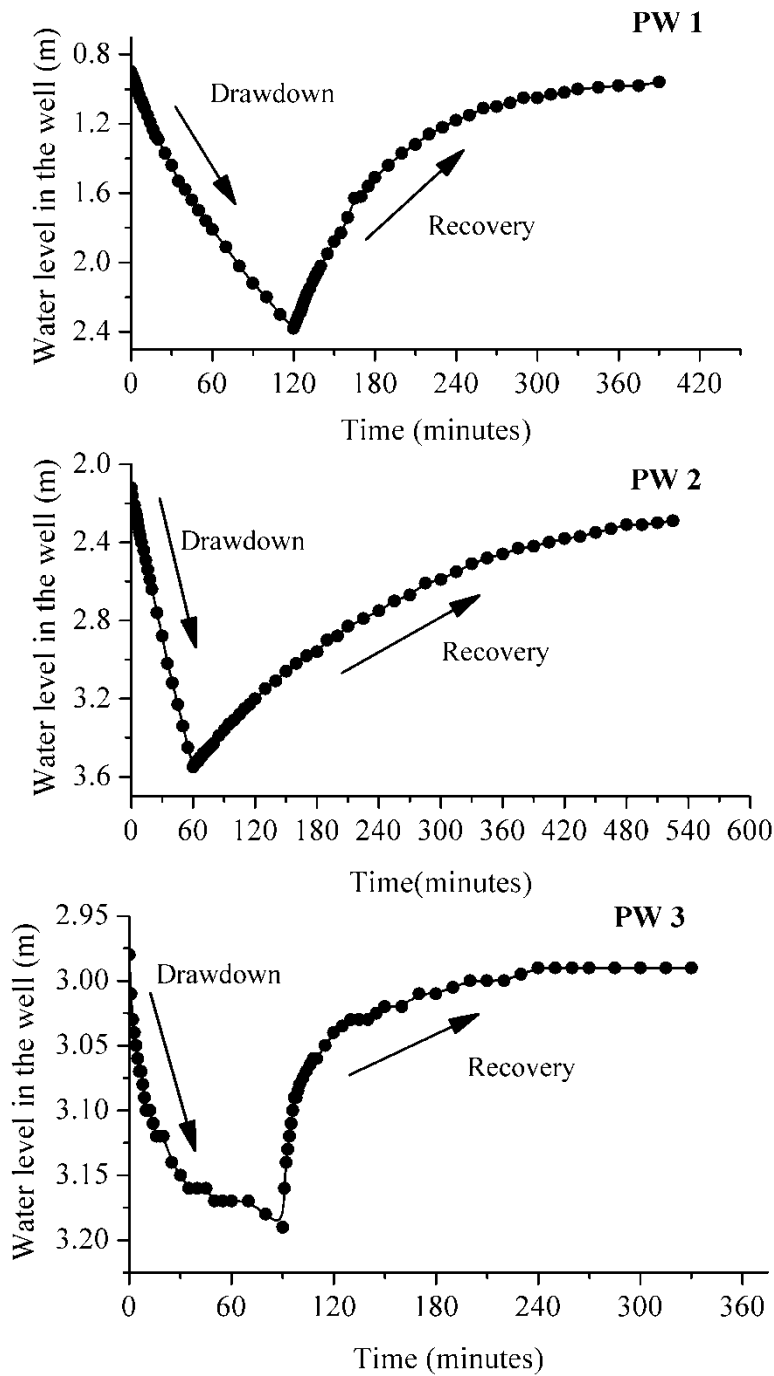 PW 1
0.8
1.2
1.6
2.0
2.4
Water level in the well (m)
Drawdown
Recovery
0 60 120 180 240 300 360 420
Time (minutes)
PW 2
2.0
2.4
2.8
3.2
3.6
Water level in the well (m)
Drawdown
Recovery
0 60 120 180 240 300 360 420 480 540 600
Time(minutes)
PW 3
2.95
3.00
3.05
3.10
3.15
3.20
Water level in the well (m)
Drawdown
Recovery
0 60 120 180 240 300 360
Time (minutes)